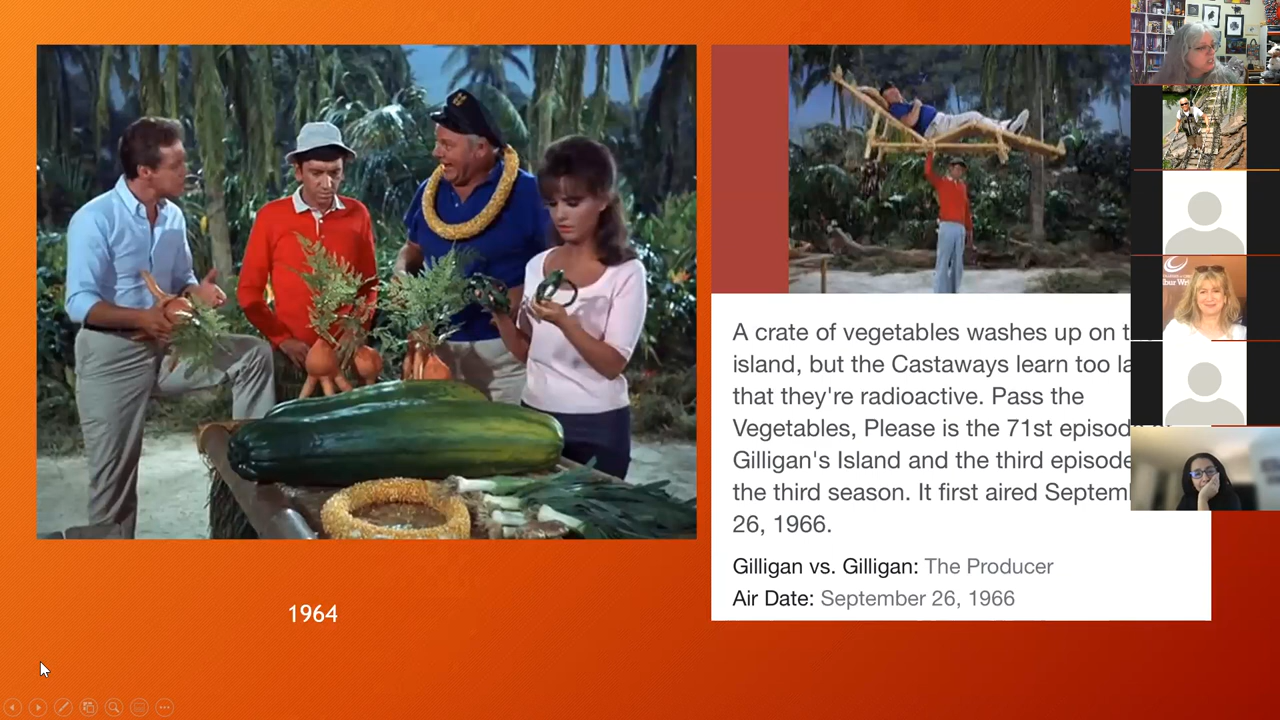 A crate of vegetables washes up on t
island, but the Castaways learn too la
that they're radioactive. Pass the
Vegetables, Please is the 71st episod
Gilligan's Island and the third episode
the third season. It first aired Septem
26, 1966.
Gilligan vs. Gilligan: The Producer
Air Date: September 26, 1966
1964